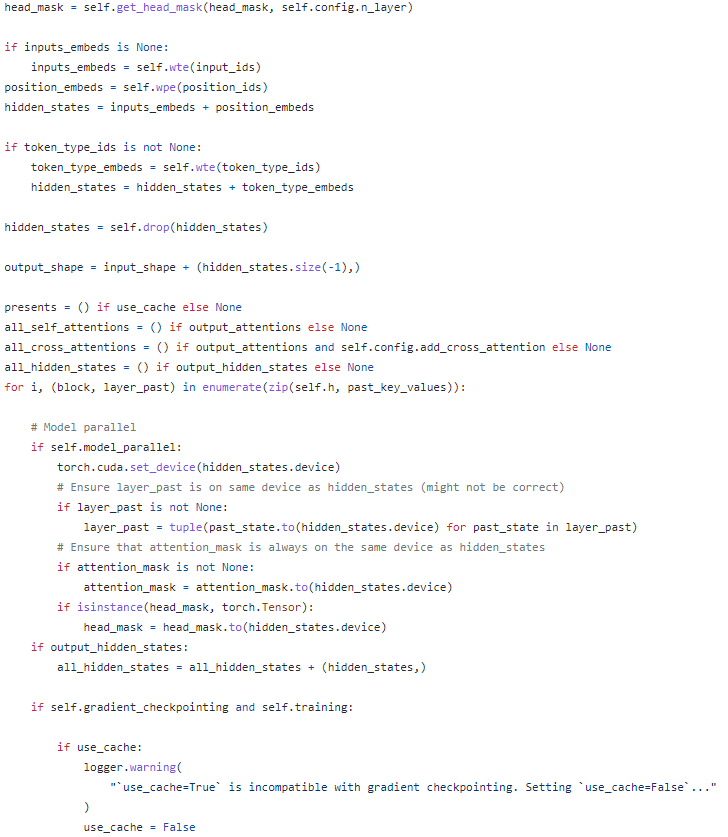 head_mask = self.get_head_mask(head_mask, self.config.n_layer)

if inputs_embeds is None:
    inputs_embeds = self.wte(input_ids)
position_embeds = self.wpe(position_ids)
hidden_states = inputs_embeds + position_embeds

if token_type_ids is not None:
    token_type_embeds = self.wte(token_type_ids)
    hidden_states = hidden_states + token_type_embeds

hidden_states = self.drop(hidden_states)

output_shape = input_shape + (hidden_states.size(-1),)

presents = () if use_cache else None
all_self_attentions = () if output_attentions else None
all_cross_attentions = () if output_attentions and self.config.add_cross_attention else None
all_hidden_states = () if output_hidden_states else None
for i, (block, layer_past) in enumerate(zip(self.h, past_key_values)):

    # Model parallel
    if self.model_parallel:
        torch.cuda.set_device(hidden_states.device)
        # Ensure layer_past is on same device as hidden_states (might not be correct)
        if layer_past is not None:
            layer_past = tuple(past_state.to(hidden_states.device) for past_state in layer_past)
        # Ensure that attention_mask is always on the same device as hidden_states
        if attention_mask is not None:
            attention_mask = attention_mask.to(hidden_states.device)
        if isinstance(head_mask, torch.Tensor):
            head_mask = head_mask.to(hidden_states.device)
    if output_hidden_states:
        all_hidden_states = all_hidden_states + (hidden_states,)

    if self.gradient_checkpointing and self.training:

        if use_cache:
            logger.warning(
                "`use_cache=True` is incompatible with gradient checkpointing. Setting `use_cache=False`..."
            )
            use_cache = False